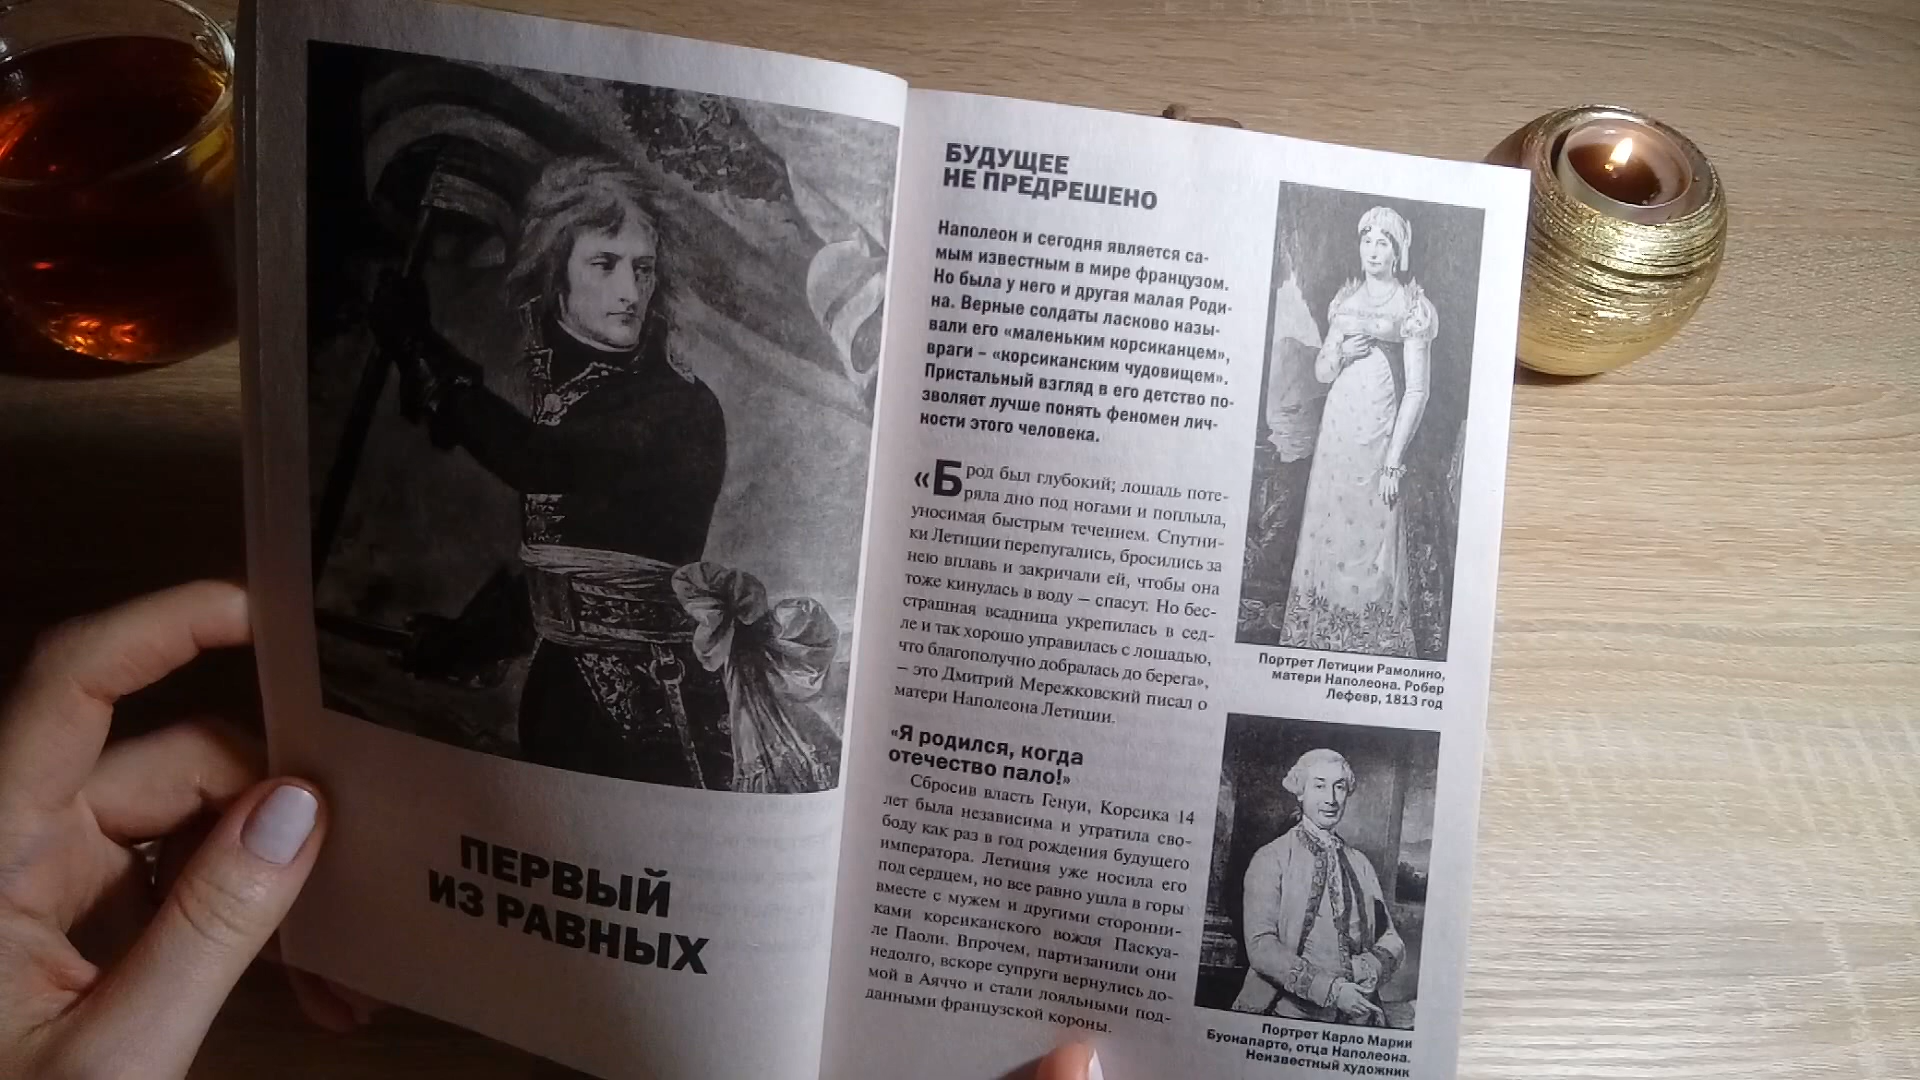 ПЕРВЫЙ
ИЗ РАВНЫХ
БУДУЩЕЕ
НЕ ПРЕДРЕШЕНО
Наполеон и сегодня является са-
мым известным в мире французом.
Но была у него и другая малая Роди-
на. Верные солдаты ласково назы-
вали его «маленьким корсиканцем»,
враги – «корсиканским чудовищем».
Пристальный взгляд в его детство по-
зволяет лучше понять феномен лич-
ности этого человека.
«Брод был глубокий; лошаль поте-
ряла дно под ногами и поплыла,
уносимая быстрым течением. Спутни-
ки Летиции перепугались, бросились за
нею вплавь и закричали ей, чтобы она
тоже кинулась в воду – спасут. Но бес-
страшная всадница укрепилась в сед-
ле и так хорошо управилась с лошадью,
что благополучно добралась до берега»,
– это Дмитрий Мережковский писал о
матери Наполеона Летиции.
«Я родился, когда
отечество пало!»
Сбросив власть Генуи, Корсика 14
лет была независима и утратила сво-
боду как раз в год рождения будущего
императора. Летиция уже носила его
под сердцем, но все равно ушла в горы
вместе с мужем и другими сторонни-
ками корсиканского вождя Паскуа-
ле Паоли. Впрочем, партизанили они
недолго, вскоре супруги вернулись до-
мой в Аяччо и стали лояльными под-
данными французской короны.
Портрет Летиции Рамолино,
матери Наполеона. Робер
Лефевр, 1813 год
Портрет Карло Марии
Буонапарте, отца Наполеона.
Неизвестный художник